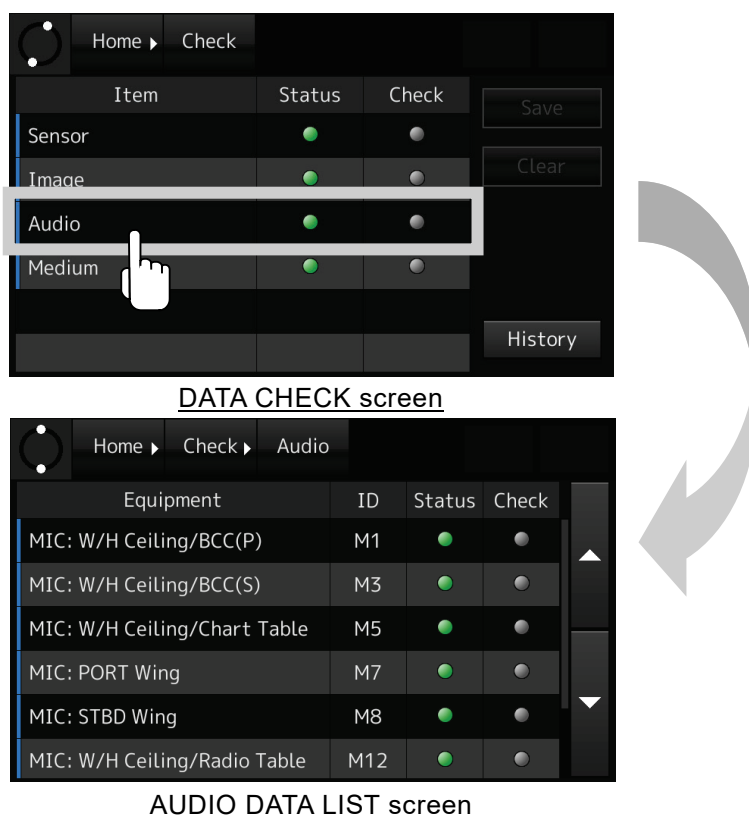 Home Check
Item Status Check
Save
Sensor
Clear
Image
Audio
Medium
History
DATA CHECK screen
Home Check Audio
Equipment ID Status Check
MIC: W/H Ceiling/BCC(P) M1
MIC: W/H Ceiling/BCC(S) M3
MIC: W/H Ceiling/Chart Table M5
MIC: PORT Wing M7
MIC: STBD Wing M8
MIC: W/H Ceiling/Radio Table M12
AUDIO DATA LIST screen